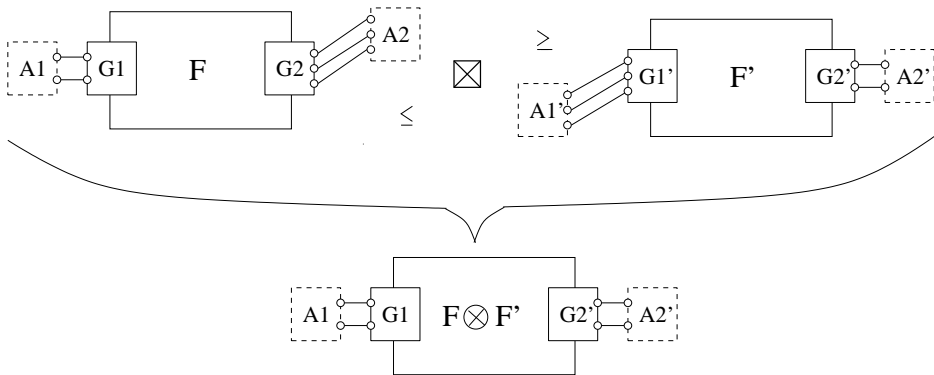 A1 G1 F G2 A2
≤
⊠
≥
A1' G1' F' G2' A2'
A1 G1 F⊗F' G2' A2'